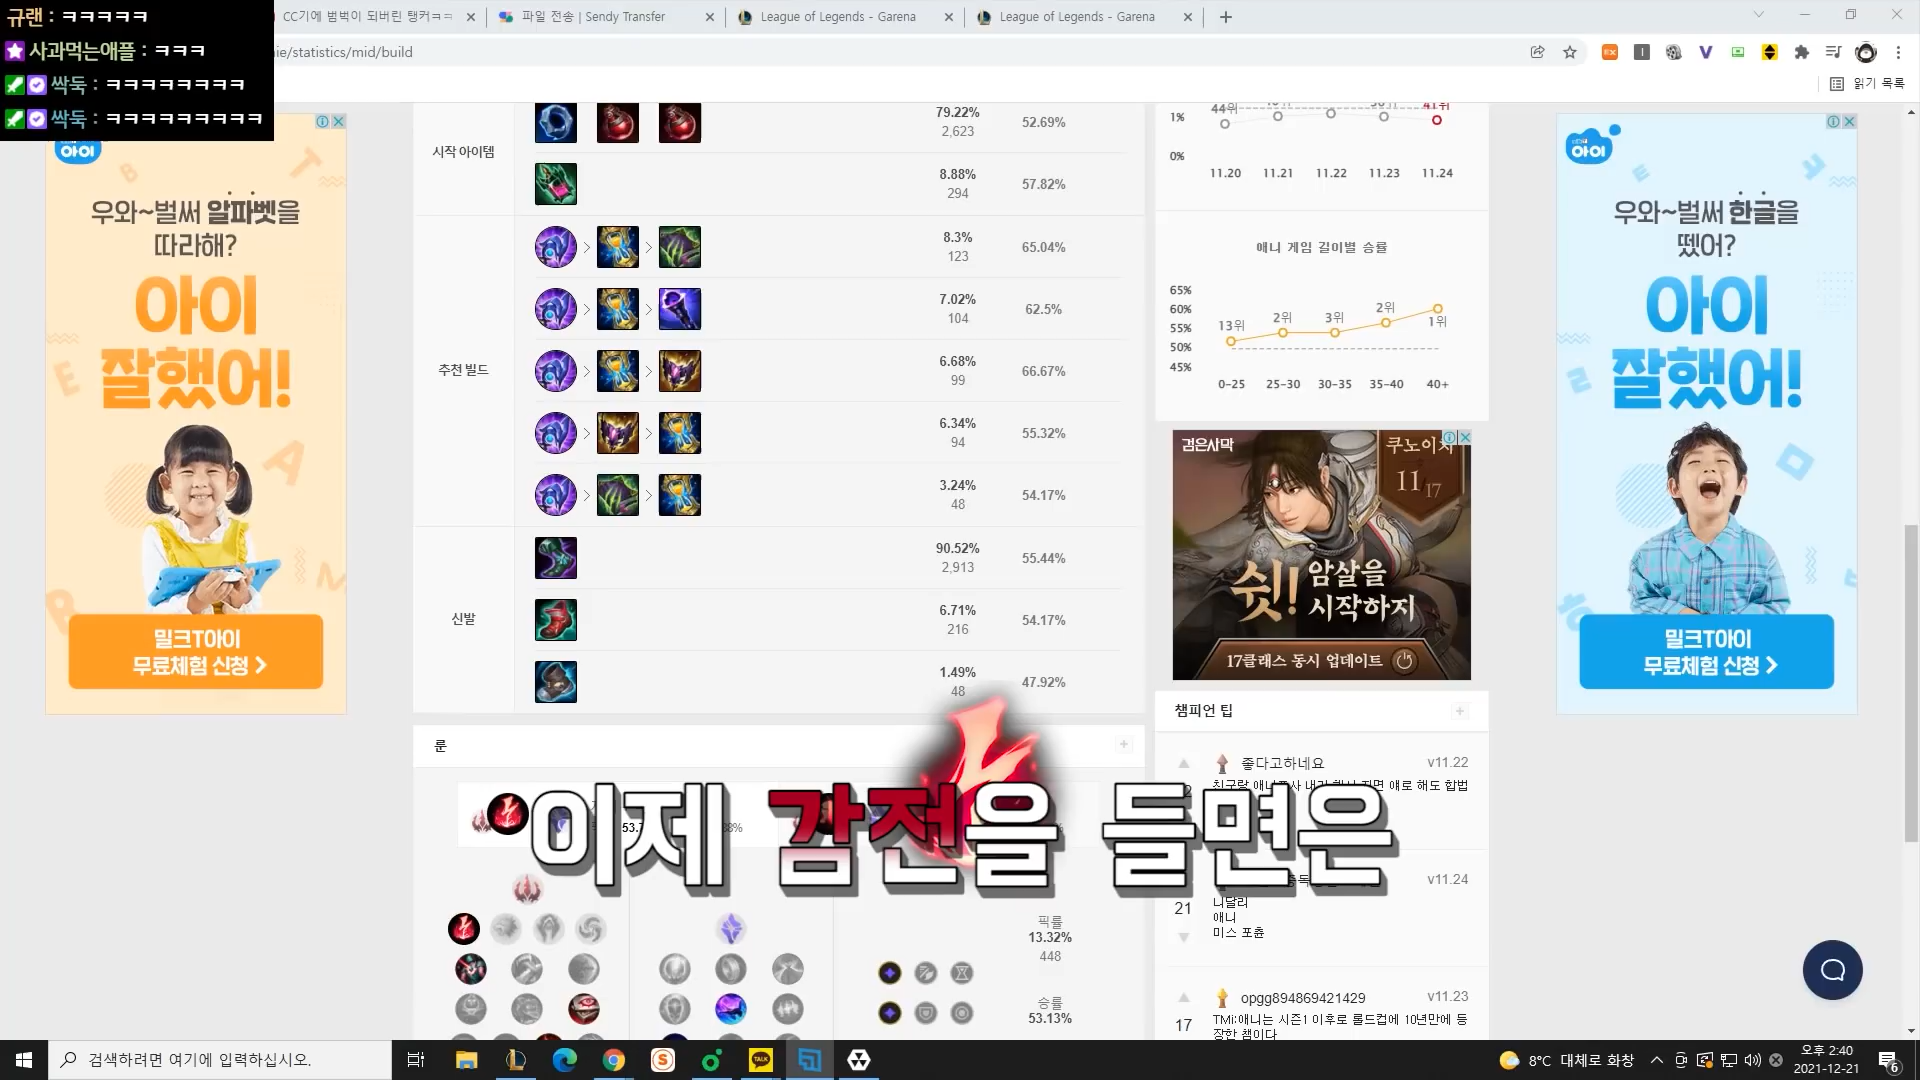 규랜 : ㅋㅋㅋㅋㅋ
사과먹는애플 : ㅋㅋㅋ
싹둑 : ㅋㅋㅋㅋㅋㅋㅋㅋ
싹둑 : ㅋㅋㅋㅋㅋㅋㅋㅋㅋ
CC기에 범벅이 되버린 탱커ㅋㅋ
파일 전송 | Sendy Transfer
League of Legends - Garena
League of Legends - Garena
ie/statistics/mid/build
읽기 목록
아이
우와~벌써 알파벳을
따라해?
아이
잘했어!
밀크T아이
무료체험 신청 >
시작 아이템
79.22%
2,623
52.69%
8.88%
294
57.82%
추천 빌드
8.3%
123
65.04%
7.02%
104
62.5%
6.68%
99
66.67%
6.34%
94
55.32%
3.24%
48
54.17%
신발
90.52%
2,913
55.44%
6.71%
216
54.17%
1.49%
48
47.92%
룬
이제 감전을 들면은
픽률
13.32%
448
승률
53.13%
44위
41위
1%
0%
11.20 11.21 11.22 11.23 11.24
애니 게임 길이별 승률
65%
60%
55%
50%
45%
13위 2위 3위 2위 1위
0-25 25-30 30-35 35-40 40+
검은사막
쿠노이치
11/17
쉿! 암살을
시작하지
17클래스 동시 업데이트
챔피언 팁
좋다고하네요
v11.22
v11.24
21
니달리
애니
미스 포츈
opgg894869421429
v11.23
17
TMi:애니는 시즌1 이후로 롤드컵에 10년만에 등
장한 챔이다
아이
우와~벌써 한글을
뗐어?
아이
잘했어!
밀크T아이
무료체험 신청 >
검색하려면 여기에 입력하십시오.
8°C 대체로 화창
오후 2:40
2021-12-21
6